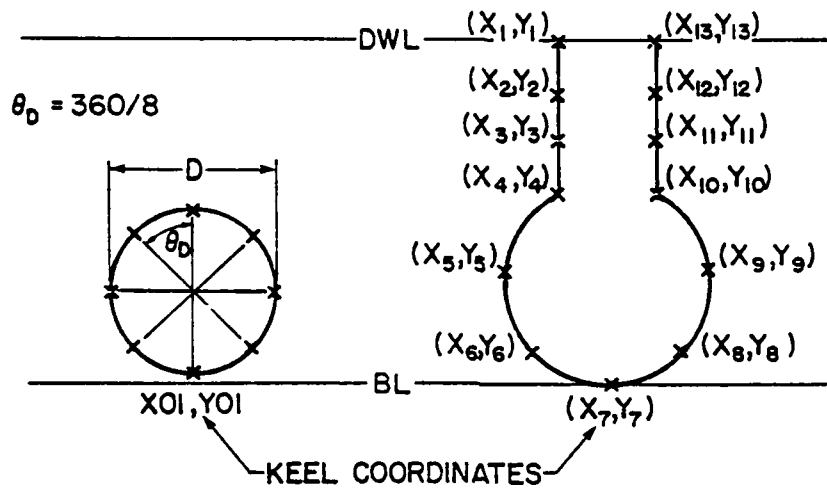 DWL
(X1,Y1) (X13,Y13)
(X2,Y2) (X12,Y12)
θD = 360/8
(X3,Y3) (X11,Y11)
D
(X4,Y4) (X10,Y10)
θD
(X5,Y5) (X9,Y9)
(X6,Y6) (X8,Y8)
BL
XO1,YO1
(X7,Y7)
KEEL COORDINATES